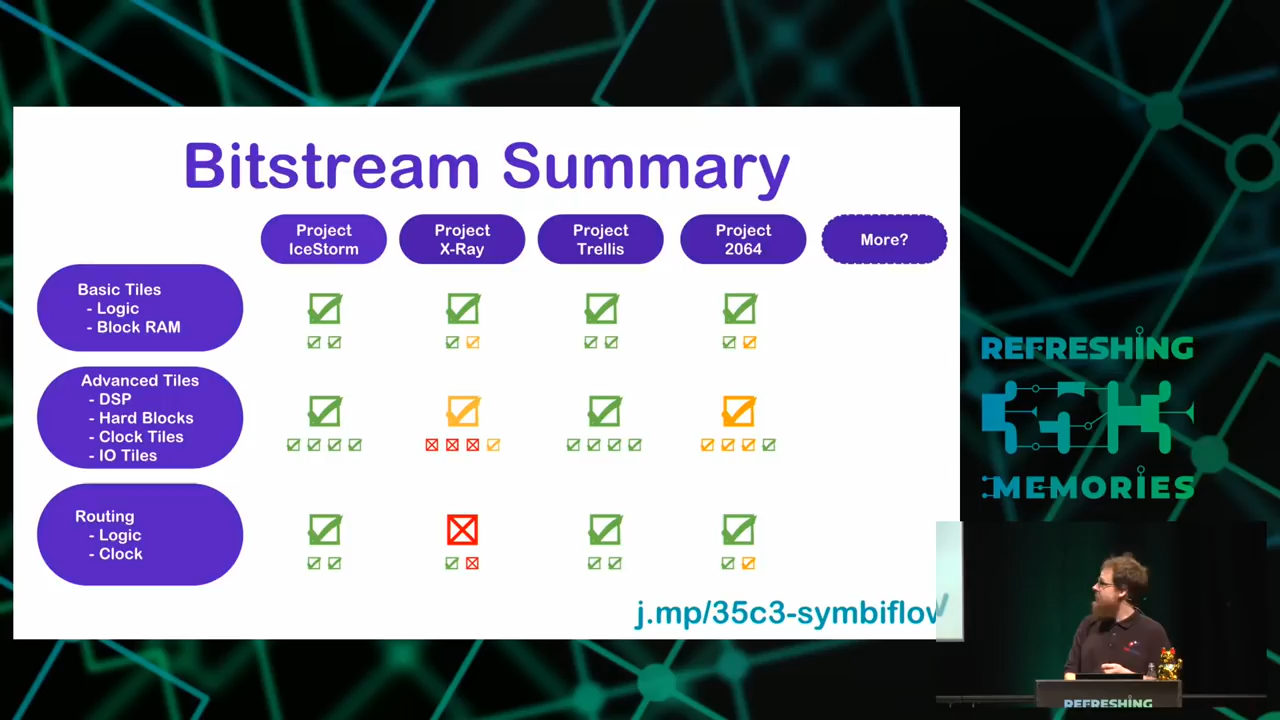 Bitstream Summary
Project
IceStorm
Project
X-Ray
Project
Trellis
Project
2064
More?
Basic Tiles
- Logic
- Block RAM
Advanced Tiles
- DSP
- Hard Blocks
- Clock Tiles
- IO Tiles
Routing
- Logic
- Clock
j.mp/35c3-symbiflow
REFRESHING
35C3
MEMORIES
REFRESHING